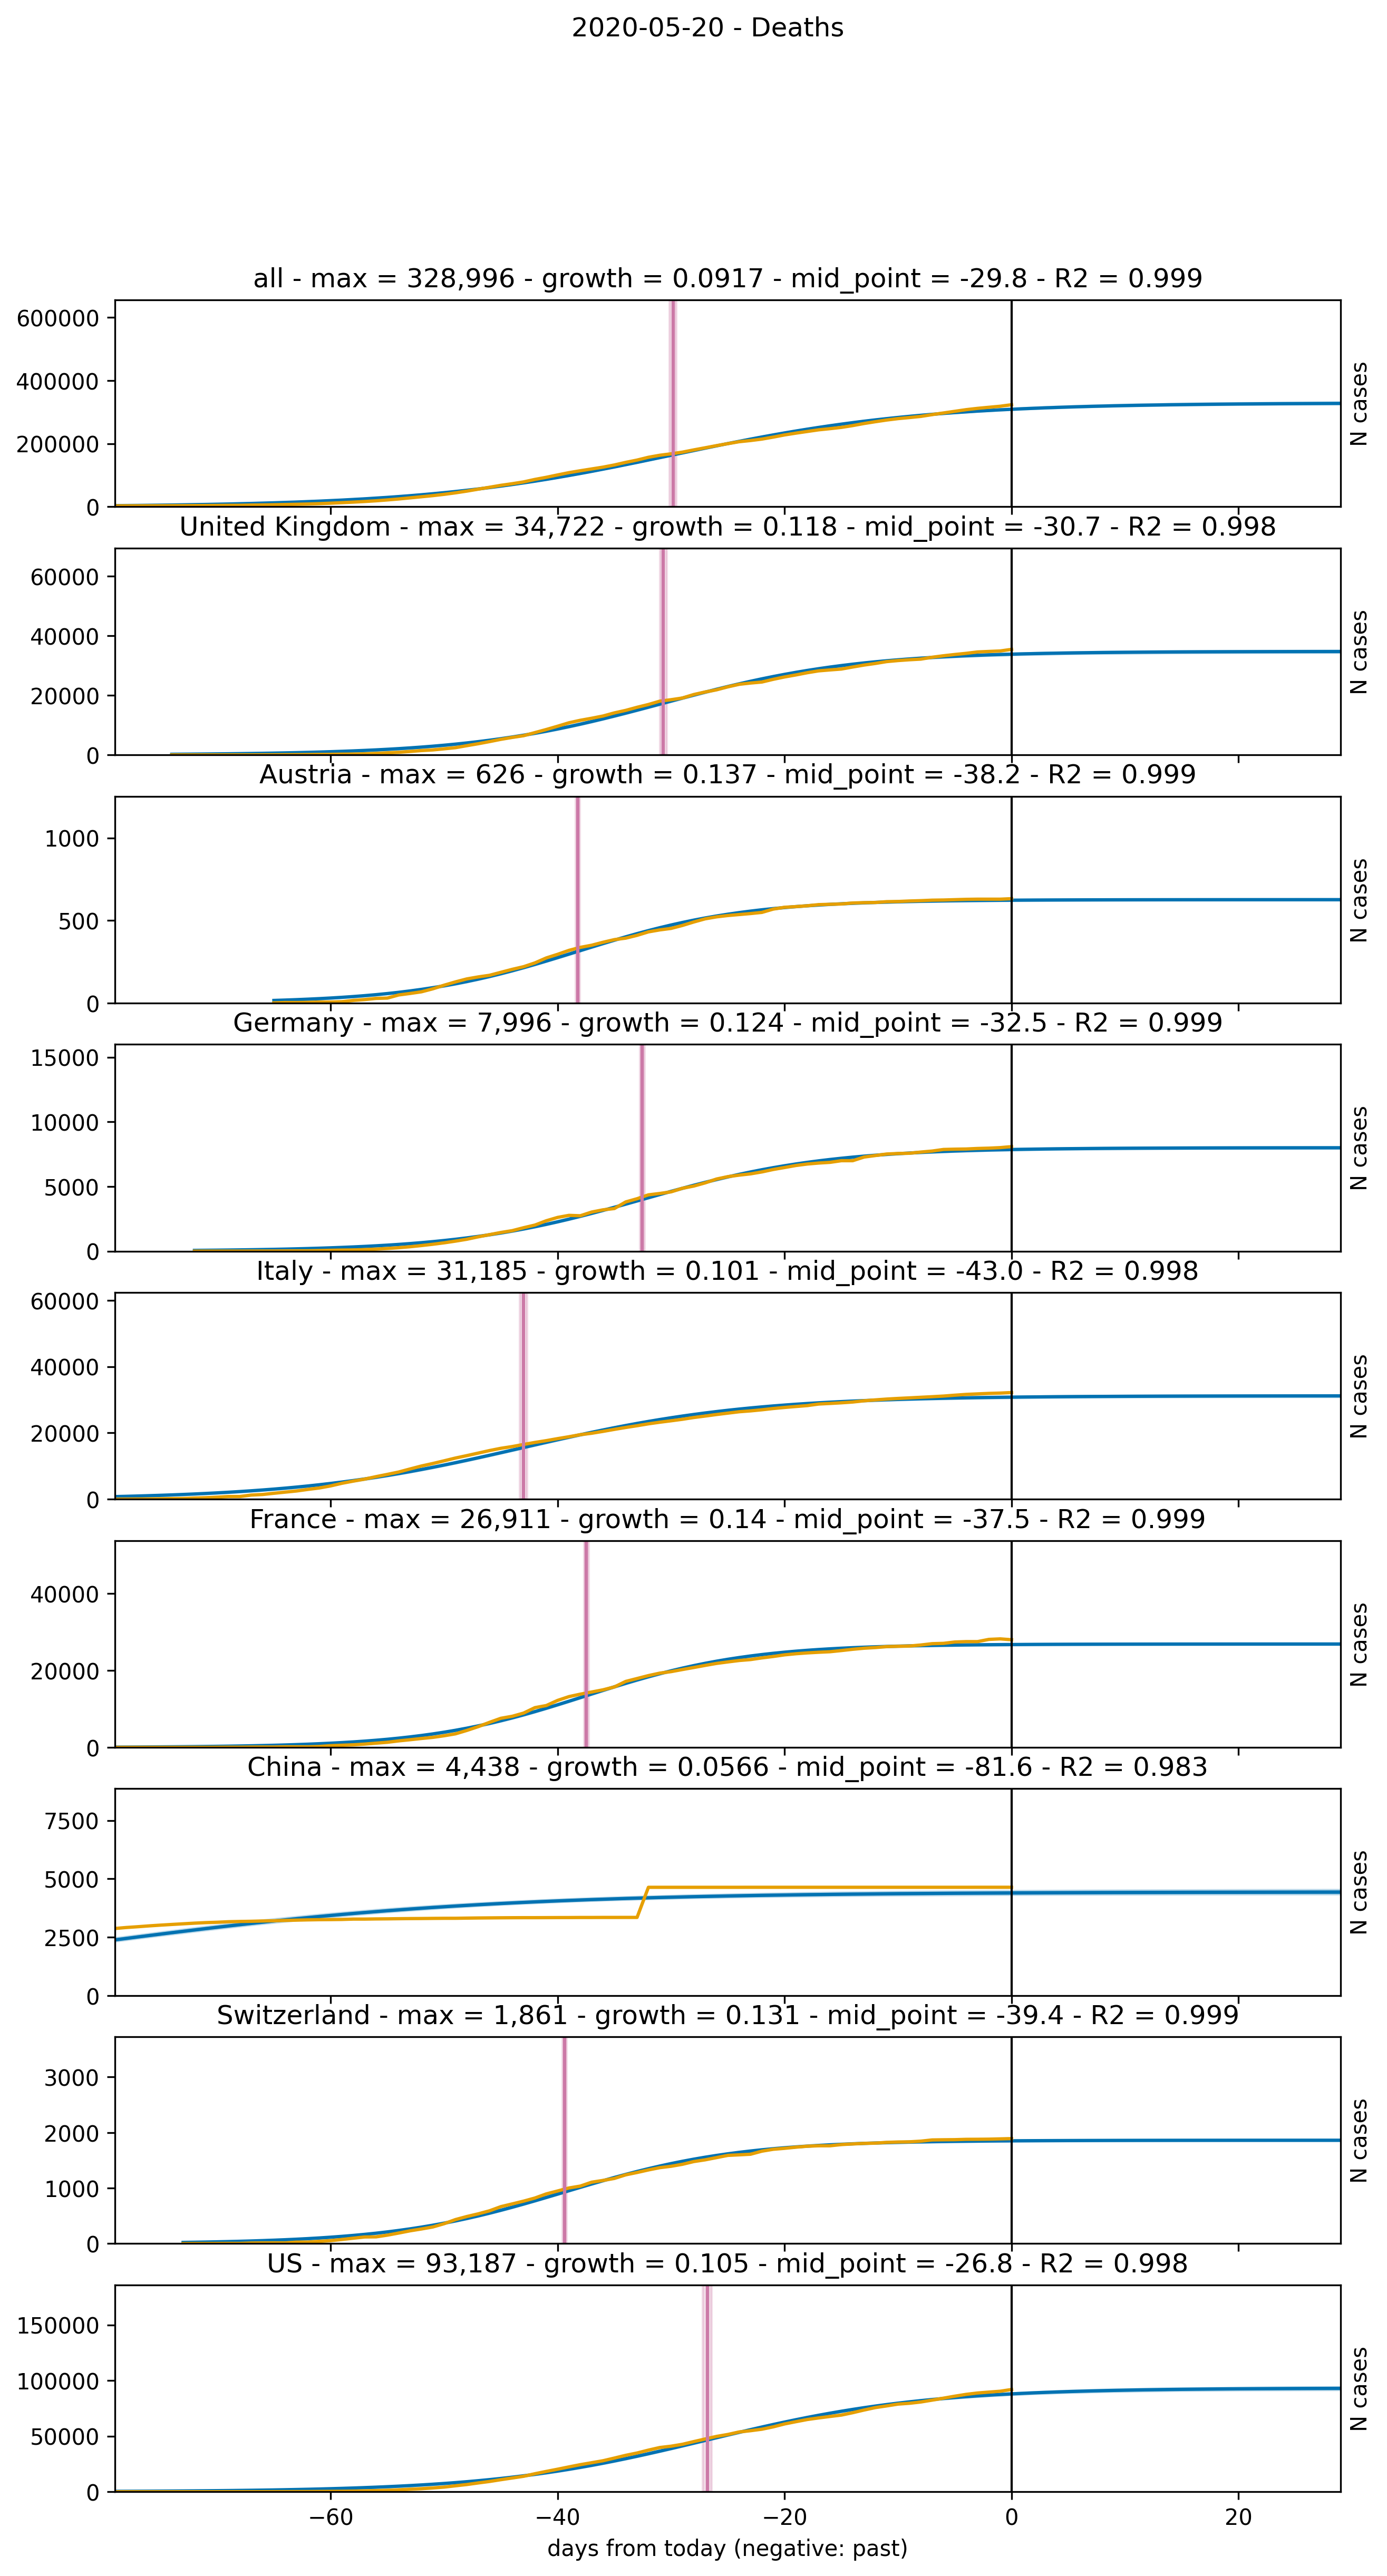 2020-05-20 - Deaths
all - max = 328,996 - growth = 0.0917 - mid_point = -29.8 - R2 = 0.999
600000
400000
200000
0
N cases
United Kingdom - max = 34,722 - growth = 0.118 - mid_point = -30.7 - R2 = 0.998
60000
40000
20000
0
N cases
Austria - max = 626 - growth = 0.137 - mid_point = -38.2 - R2 = 0.999
1000
500
0
N cases
Germany - max = 7,996 - growth = 0.124 - mid_point = -32.5 - R2 = 0.999
15000
10000
5000
0
N cases
Italy - max = 31,185 - growth = 0.101 - mid_point = -43.0 - R2 = 0.998
60000
40000
20000
0
N cases
France - max = 26,911 - growth = 0.14 - mid_point = -37.5 - R2 = 0.999
40000
20000
0
N cases
China - max = 4,438 - growth = 0.0566 - mid_point = -81.6 - R2 = 0.983
7500
5000
2500
0
N cases
Switzerland - max = 1,861 - growth = 0.131 - mid_point = -39.4 - R2 = 0.999
3000
2000
1000
0
N cases
US - max = 93,187 - growth = 0.105 - mid_point = -26.8 - R2 = 0.998
150000
100000
50000
0
N cases
−60 −40 −20 0 20
days from today (negative: past)